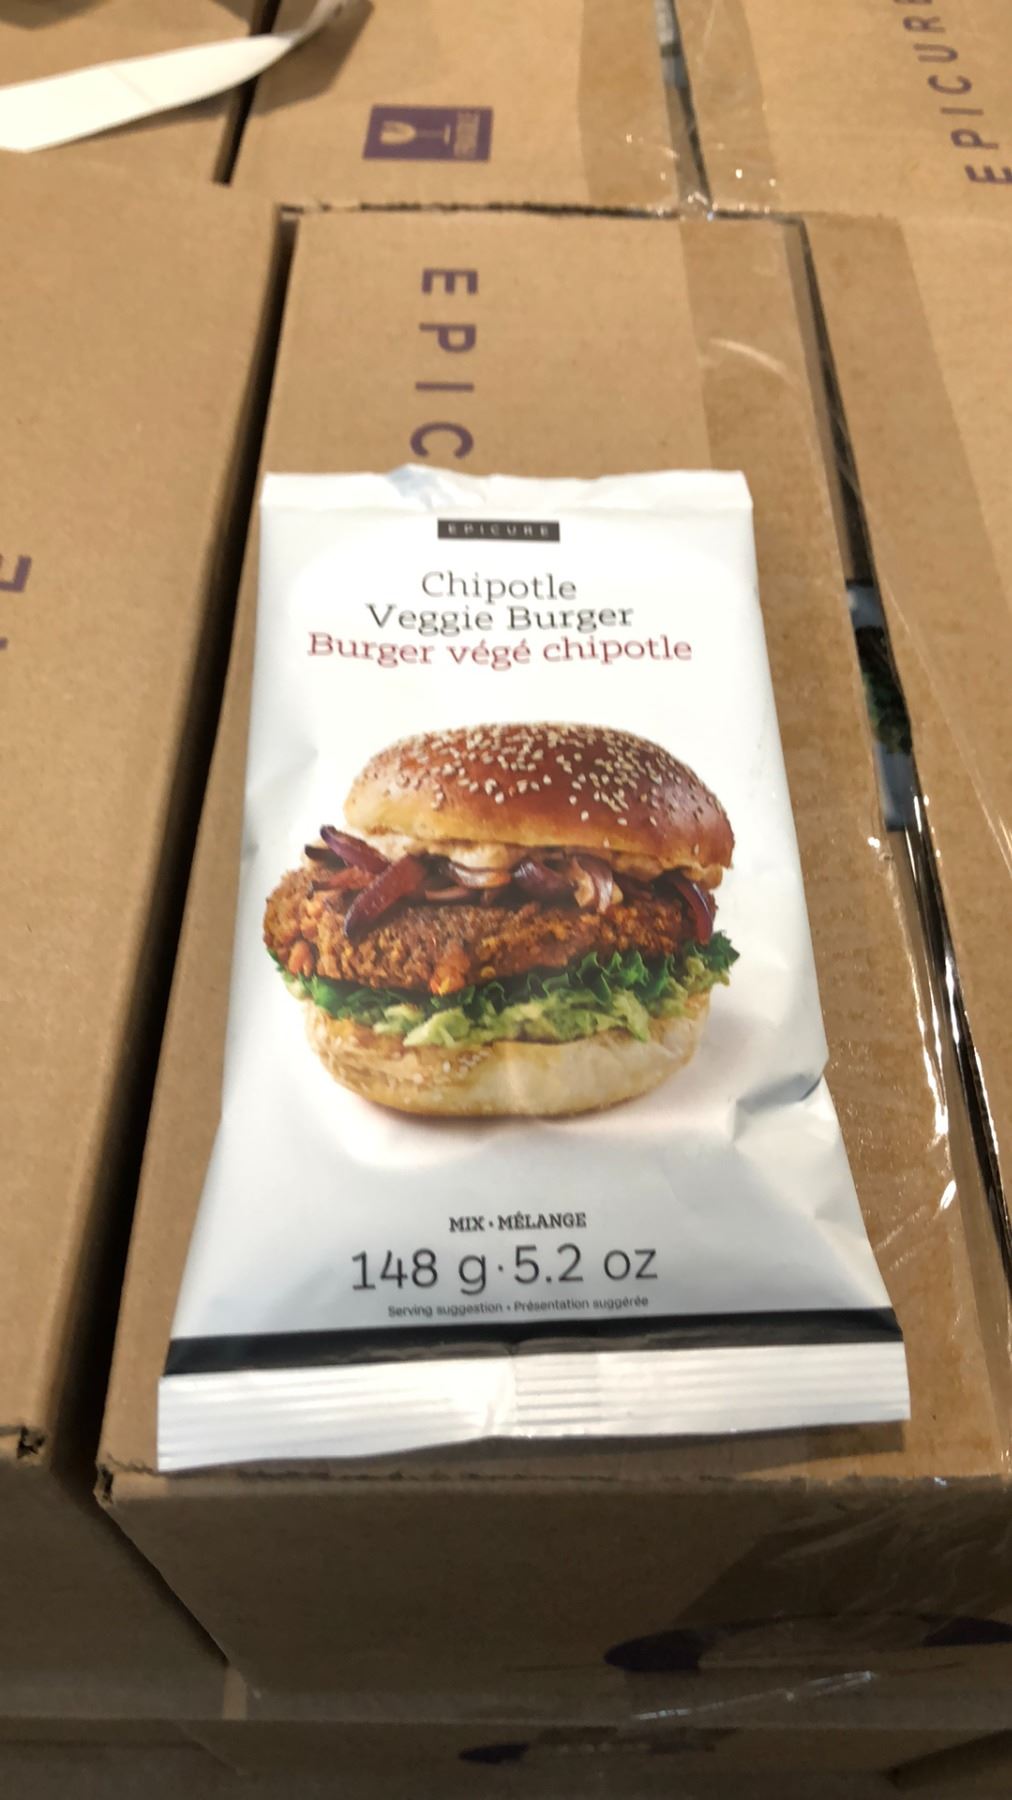 EPICURE
EPIC
EPICURE
Chipotle
Veggie Burger
Burger végé chipotle
MIX • MÉLANGE
148 g·5.2 oz
Serving suggestion • Présentation suggérée